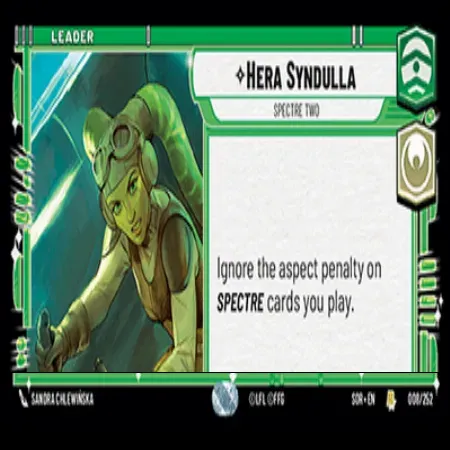 LEADER
✧HERA SYNDULLA
SPECTRE TWO
Ignore the aspect penalty on
SPECTRE cards you play.
SANDRA CHLEWIŃSKA
©LFL ©FFG
SOR • EN
008/252